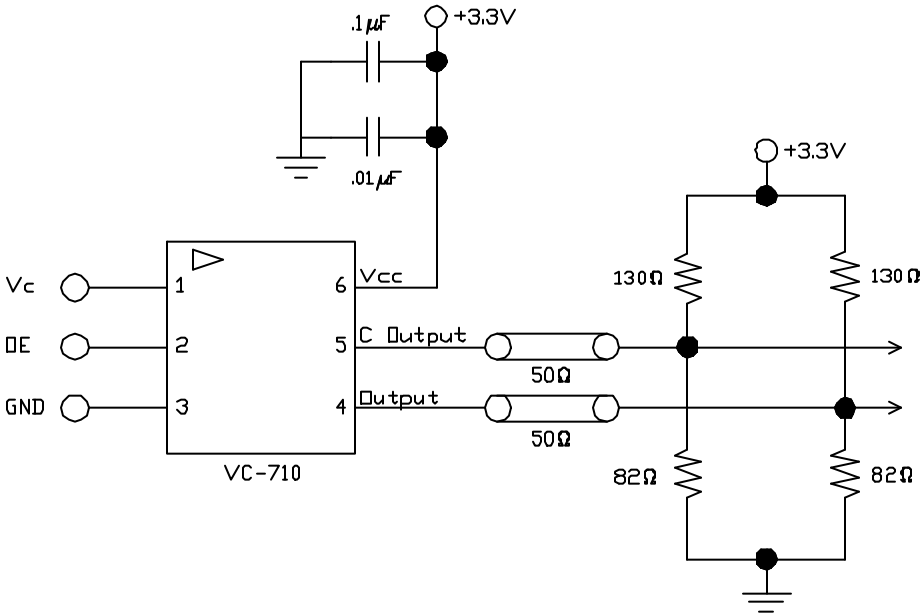 .1µF
+3.3V
.01µF
+3.3V
Vc
1
6
Vcc
130Ω
130Ω
OE
2
5
C Output
50Ω
GND
3
4
Output
50Ω
VC-710
82Ω
82Ω